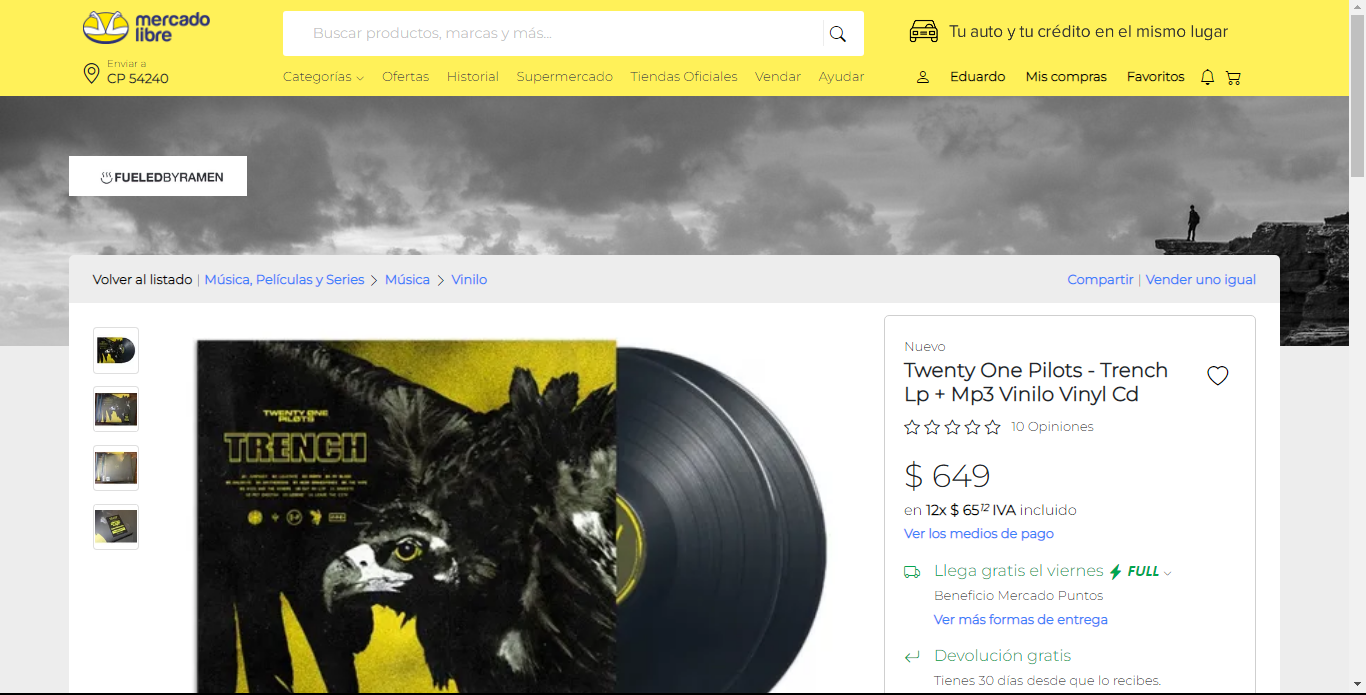 mercado
libre
Buscar productos, marcas y más...
Tu auto y tu crédito en el mismo lugar
Enviar a
CP 54240
Categorías Ofertas Historial Supermercado Tiendas Oficiales Vender Ayudar
Eduardo Mis compras Favoritos
FUELEDBYRAMEN
Volver al listado | Música, Películas y Series > Música > Vinilo
Compartir | Vender uno igual
TWENTY ONE
PILOTS
TRENCH
Nuevo
Twenty One Pilots - Trench
Lp + Mp3 Vinilo Vinyl Cd
10 Opiniones
$ 649
en 12x $ 65 12 IVA incluido
Ver los medios de pago
Llega gratis el viernes FULL
Beneficio Mercado Puntos
Ver más formas de entrega
Devolución gratis
Tienes 30 días desde que lo recibes.